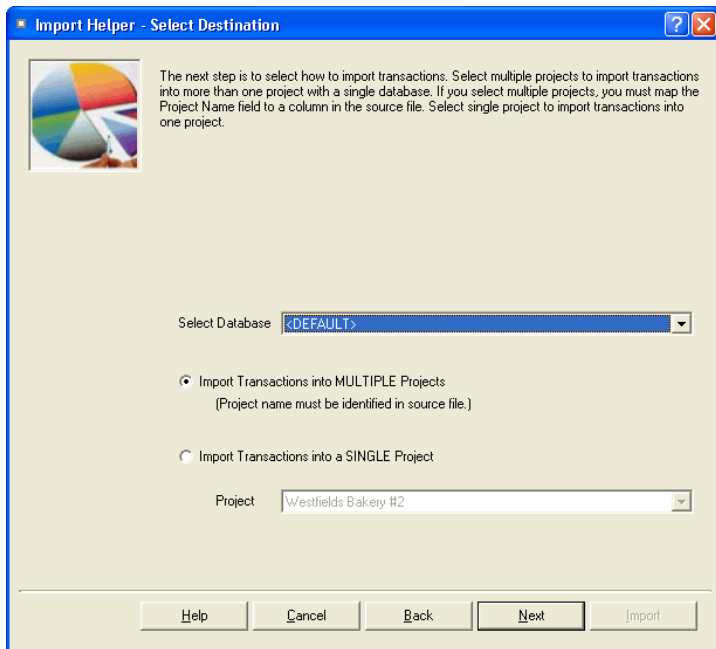 Import Helper - Select Destination
The next step is to select how to import transactions. Select multiple projects to import transactions
into more than one project with a single database. If you select multiple projects, you must map the
Project Name field to a column in the source file. Select single project to import transactions into
one project.
Select Database <DEFAULT>
Import Transactions into MULTIPLE Projects
(Project name must be identified in source file.)
Import Transactions into a SINGLE Project
Project Westfields Bakery #2
Help Cancel Back Next Import